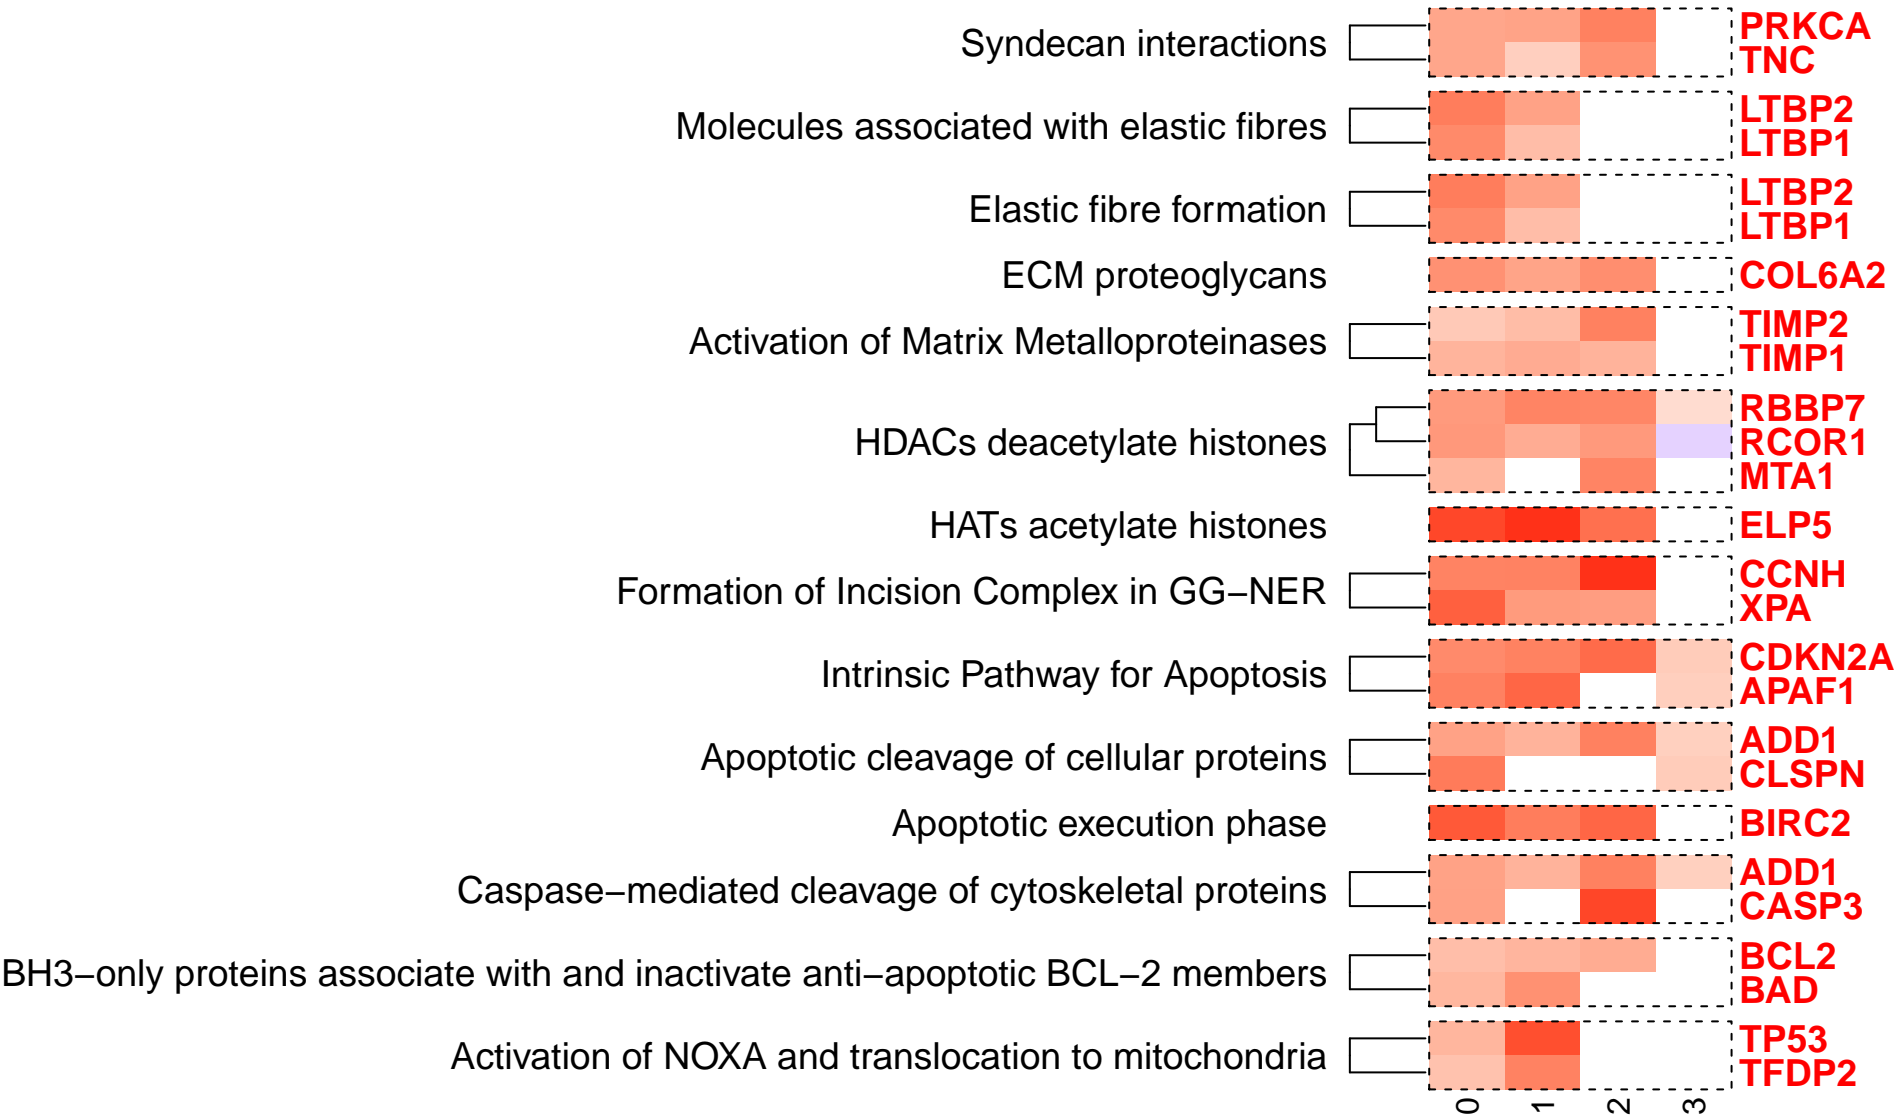 Syndecan interactions
PRKCA
TNC
Molecules associated with elastic fibres
LTBP2
LTBP1
Elastic fibre formation
LTBP2
LTBP1
ECM proteoglycans
COL6A2
Activation of Matrix Metalloproteinases
TIMP2
TIMP1
HDACs deacetylate histones
RBBP7
RCOR1
MTA1
HATs acetylate histones
ELP5
Formation of Incision Complex in GG−NER
CCNH
XPA
Intrinsic Pathway for Apoptosis
CDKN2A
APAF1
Apoptotic cleavage of cellular proteins
ADD1
CLSPN
Apoptotic execution phase
BIRC2
Caspase−mediated cleavage of cytoskeletal proteins
ADD1
CASP3
BH3−only proteins associate with and inactivate anti−apoptotic BCL−2 members
BCL2
BAD
Activation of NOXA and translocation to mitochondria
TP53
TFDP2
0 1 2 3